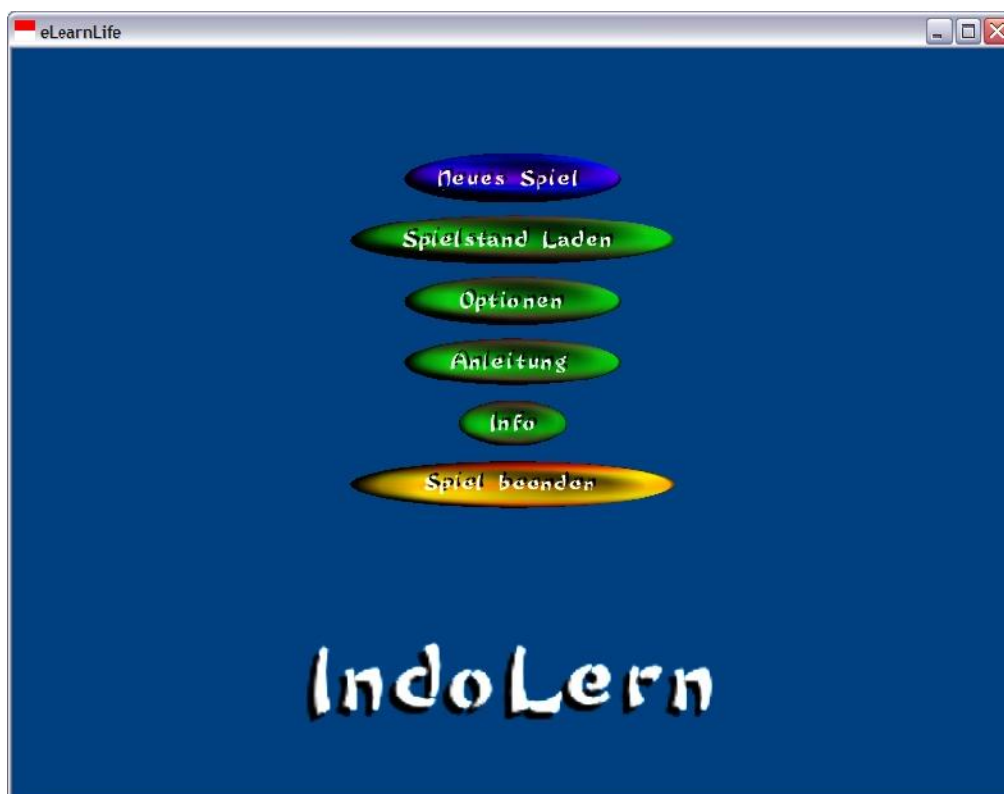 eLearnLife
Neues Spiel
Spielstand Laden
Optionen
Anleitung
Info
Spiel beenden
IndoLern